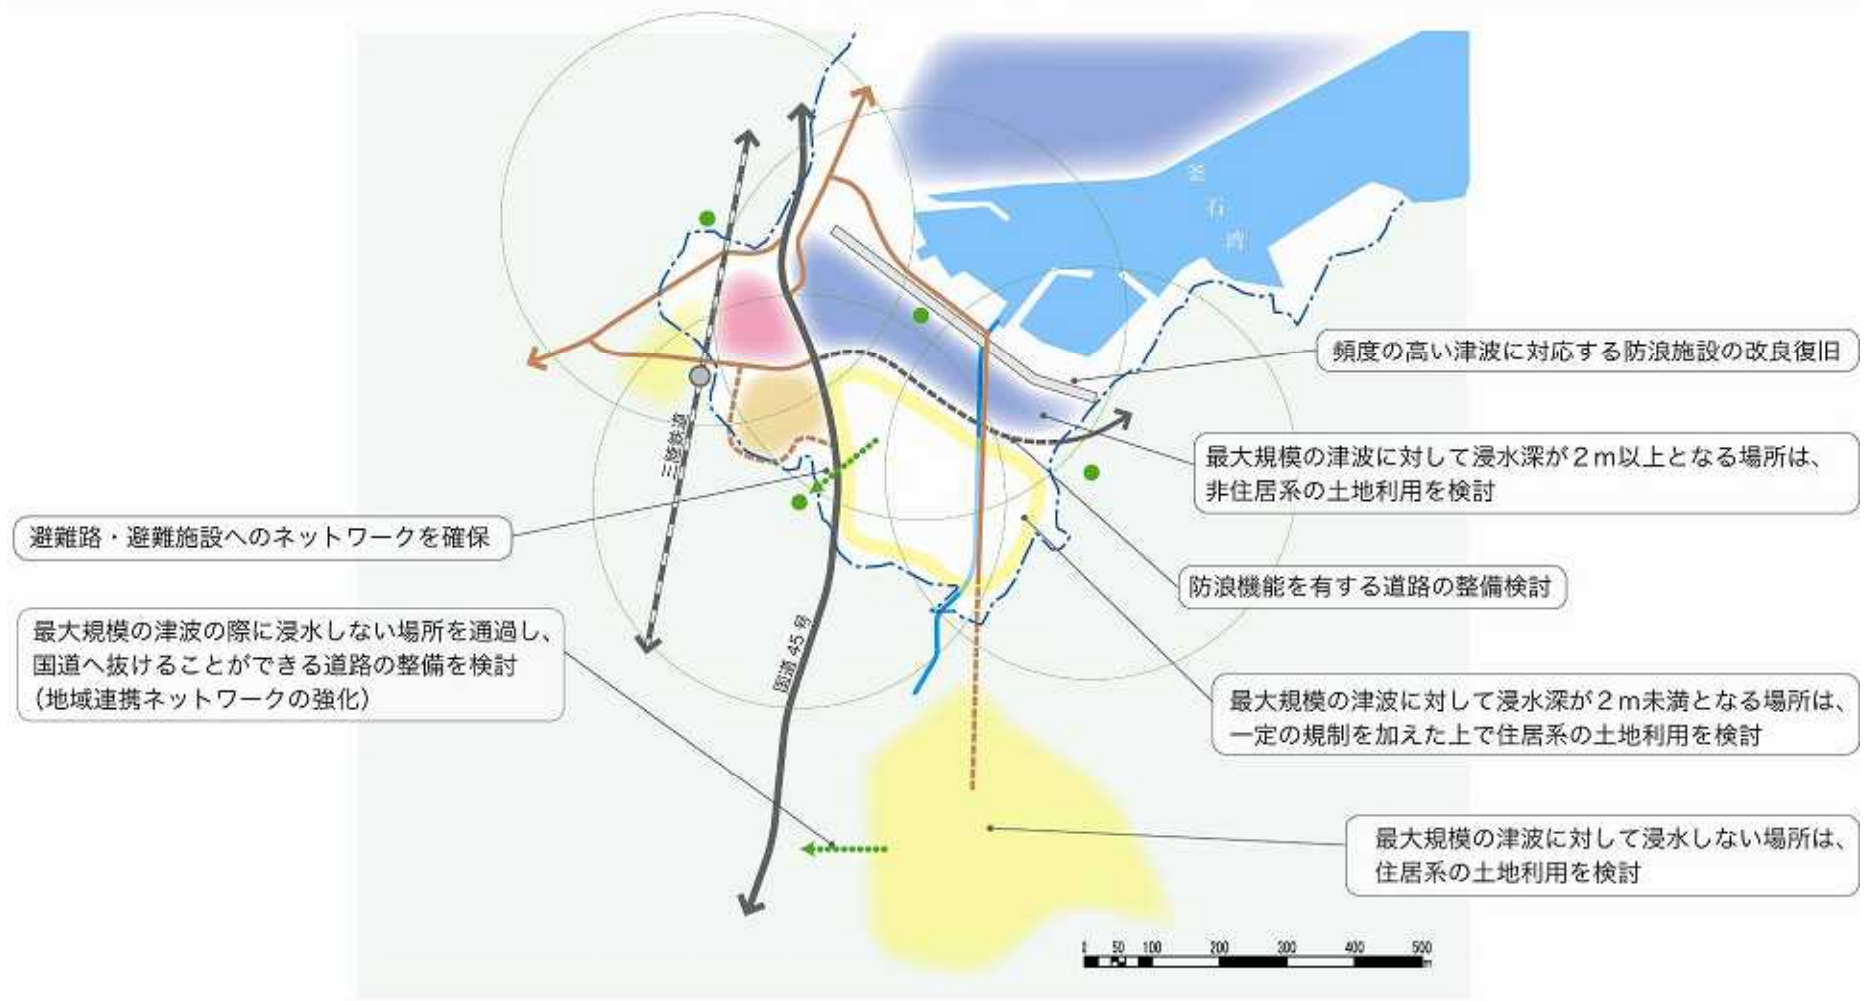 釜石湾
頻度の高い津波に対応する防浪施設の改良復旧
最大規模の津波に対して浸水深が２ｍ以上となる場所は、
非住居系の土地利用を検討
三陸鉄道
避難路・避難施設へのネットワークを確保
防浪機能を有する道路の整備検討
最大規模の津波の際に浸水しない場所を通過し、
国道へ抜けることができる道路の整備を検討
（地域連携ネットワークの強化）
国道 45 号
最大規模の津波に対して浸水深が２ｍ未満となる場所は、
一定の規制を加えた上で住居系の土地利用を検討
最大規模の津波に対して浸水しない場所は、
住居系の土地利用を検討
0 50 100 200 300 400 500
m